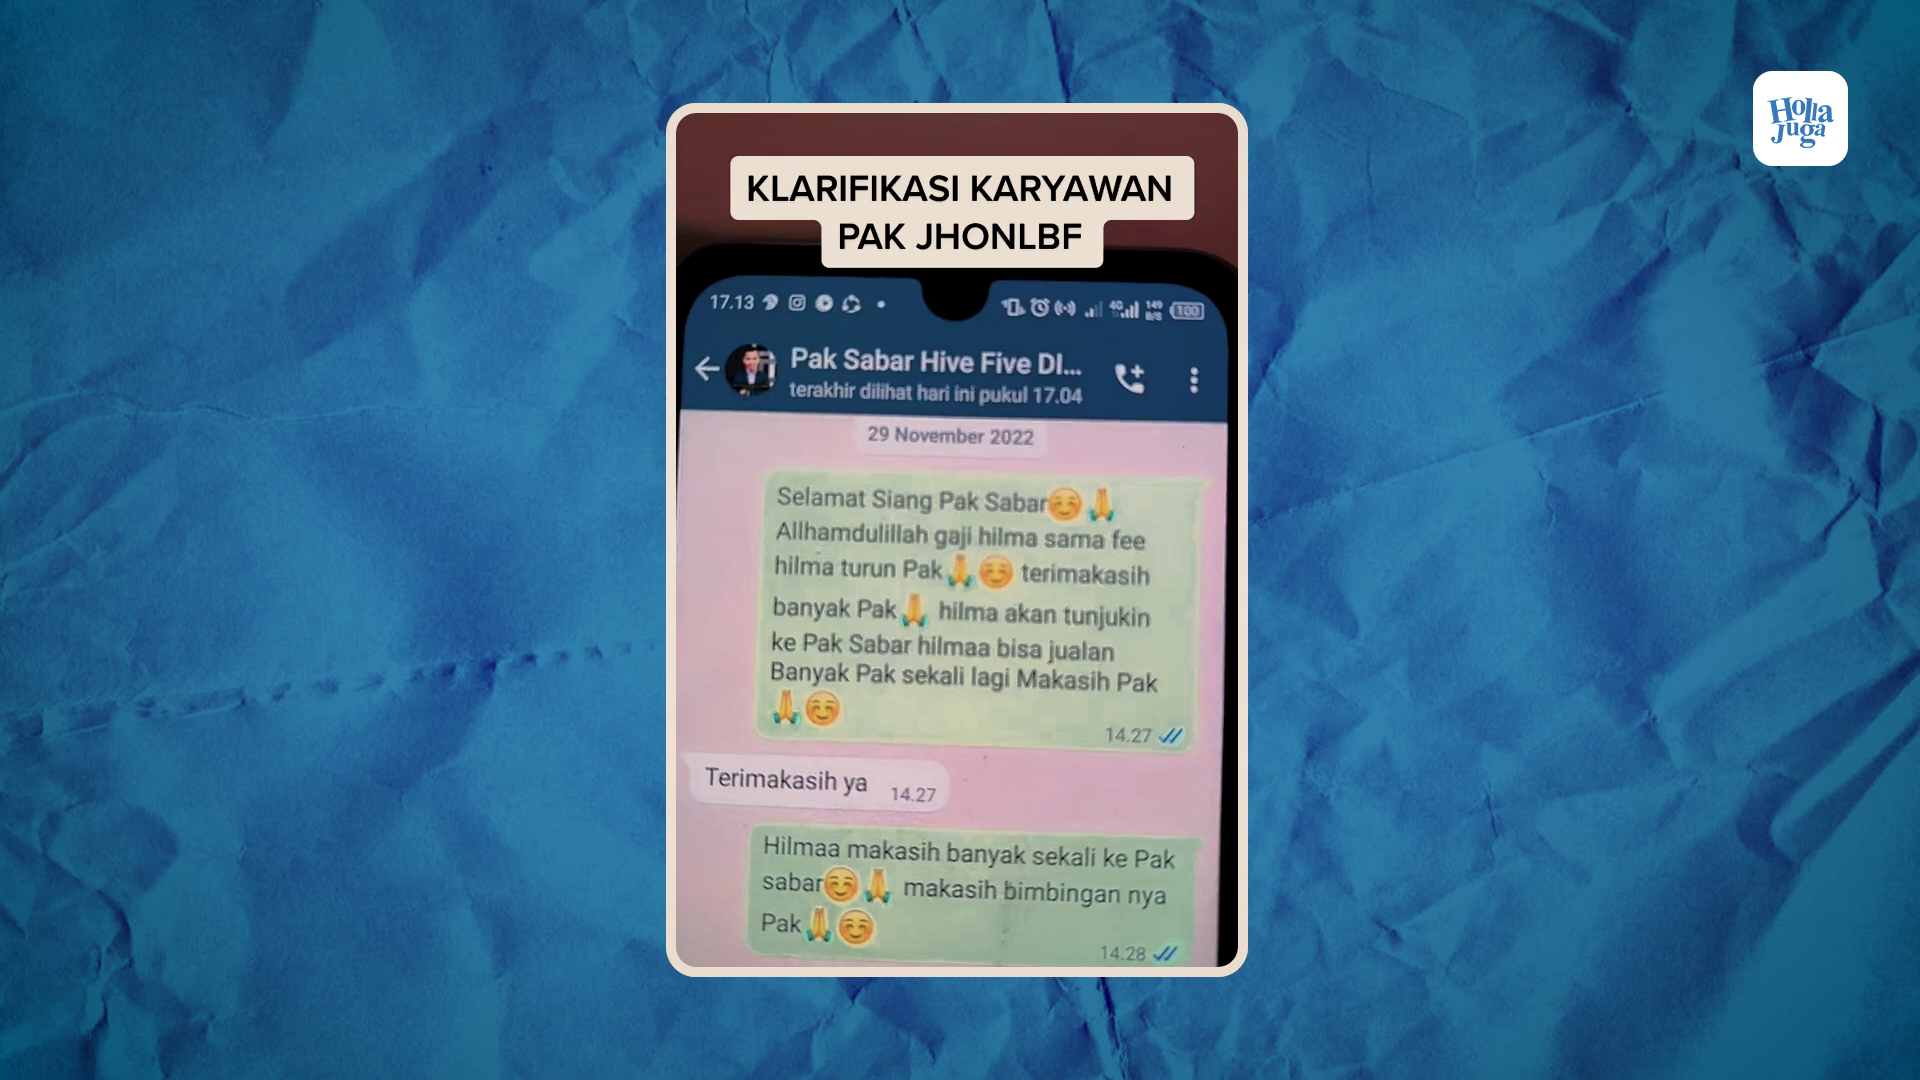 Holla
Juga
KLARIFIKASI KARYAWAN
PAK JHONLBF
17.13
4G
149
B/S
100
Pak Sabar Hive Five DI...
terakhir dilihat hari ini pukul 17.04
29 November 2022
Selamat Siang Pak Sabar☺️🙏
Allhamdulillah gaji hilma sama fee
hilma turun Pak🙏☺️ terimakasih
banyak Pak🙏 hilma akan tunjukin
ke Pak Sabar hilmaa bisa jualan
Banyak Pak sekali lagi Makasih Pak
🙏☺️
14.27
Terimakasih ya 14.27
Hilmaa makasih banyak sekali ke Pak
sabar☺️🙏 makasih bimbingan nya
Pak🙏☺️
14.28